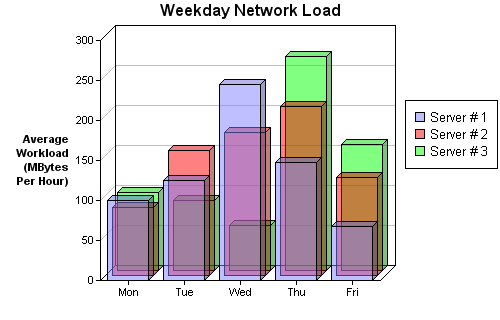 Weekday Network Load
300
250
200
150
100
50
0
Average
Workload
(MBytes
Per Hour)
Mon Tue Wed Thu Fri
Server #1
Server #2
Server #3